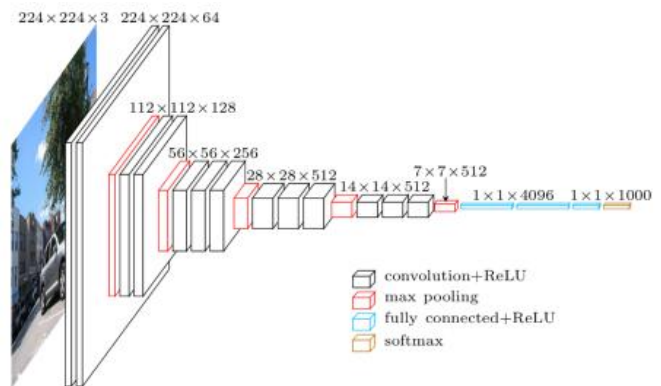 224×224×3
224×224×64
112×112×128
56×56×256
28×28×512
14×14×512
7×7×512
1×1×4096
1×1×1000
convolution+ReLU
max pooling
fully connected+ReLU
softmax